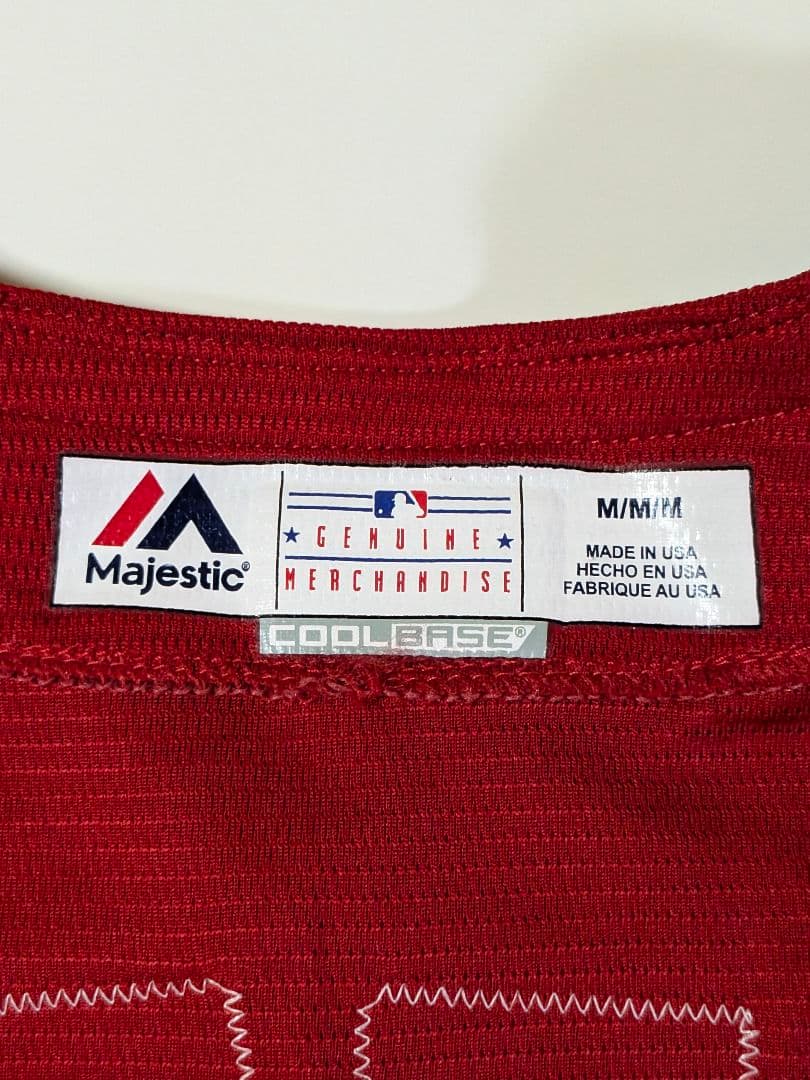 Majestic®
GENUINE
MERCHANDISE
M/M/M
MADE IN USA
HECHO EN USA
FABRIQUE AU USA
COOLBASE®